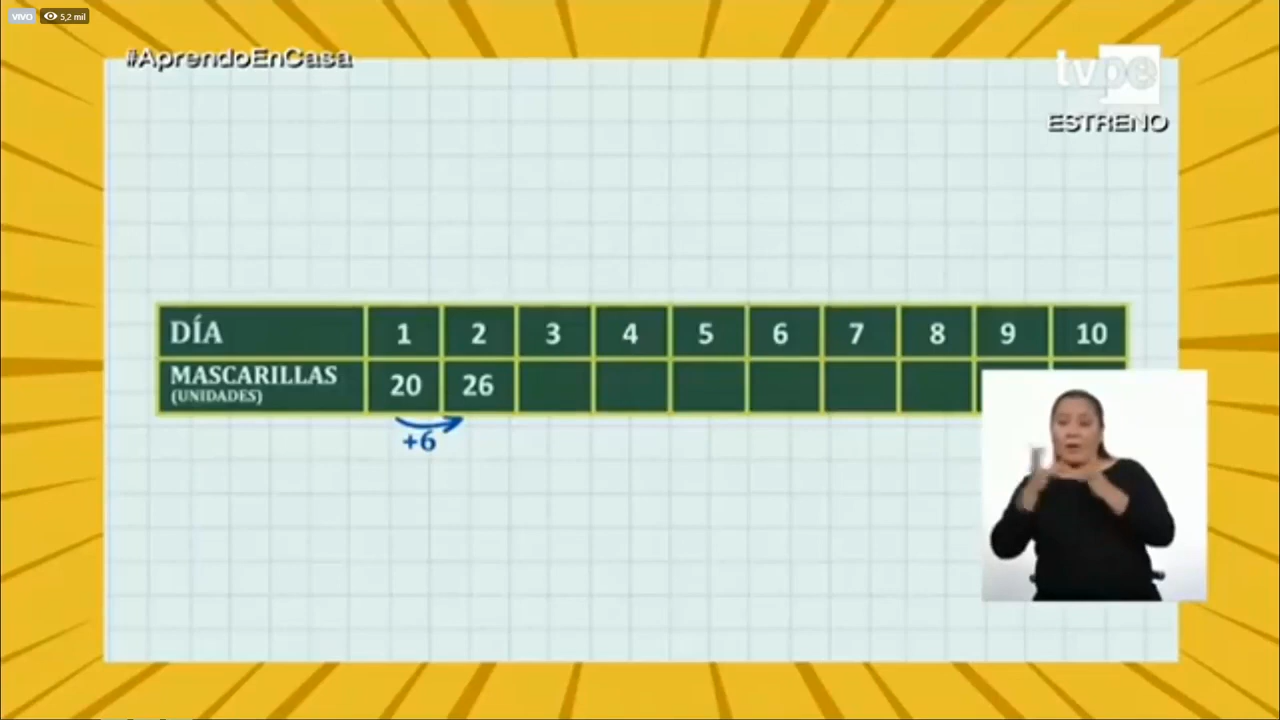 VIVO 5,2 mil
#AprendoEnCasa
tvpe
ESTRENO
DÍA 1 2 3 4 5 6 7 8 9 10
MASCARILLAS 20 26
(UNIDADES)
+6